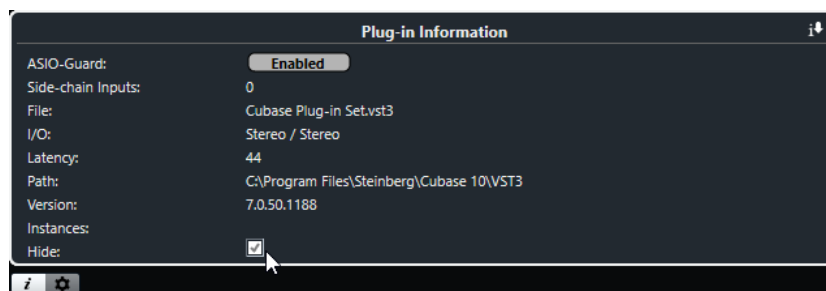 Plug-in Information
i
ASIO-Guard: Enabled
Side-chain Inputs: 0
File: Cubase Plug-in Set.vst3
I/O: Stereo / Stereo
Latency: 44
Path: C:\Program Files\Steinberg\Cubase 10\VST3
Version: 7.0.50.1188
Instances:
Hide:
i